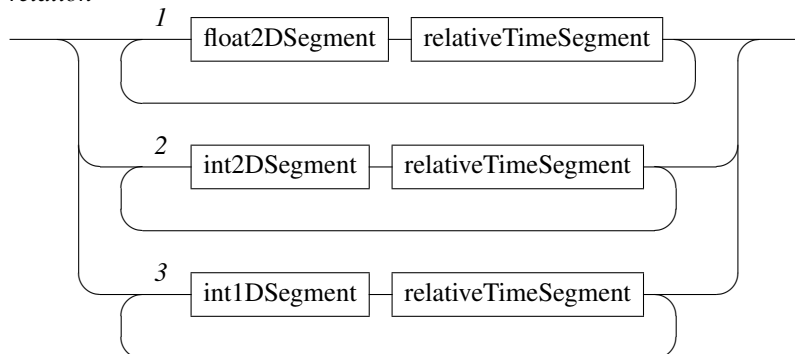 relation
1 float2DSegment relativeTimeSegment
2 int2DSegment relativeTimeSegment
3 int1DSegment relativeTimeSegment